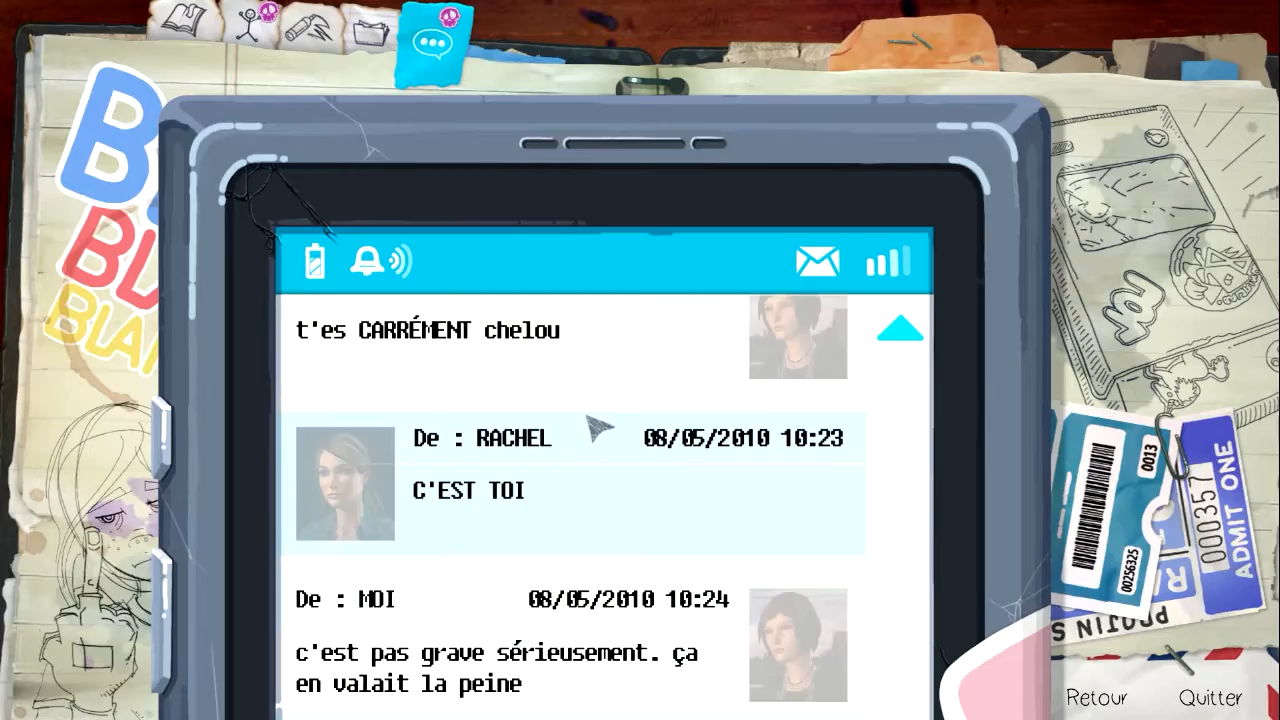 t'es CARRÉMENT chelou
De : RACHEL 08/05/2010 10:23
C'EST TOI
De : MOI 08/05/2010 10:24
c'est pas grave sérieusement. ça
en valait la peine
0013
00256325
000357
ADMIT ONE
Retour
Quitter